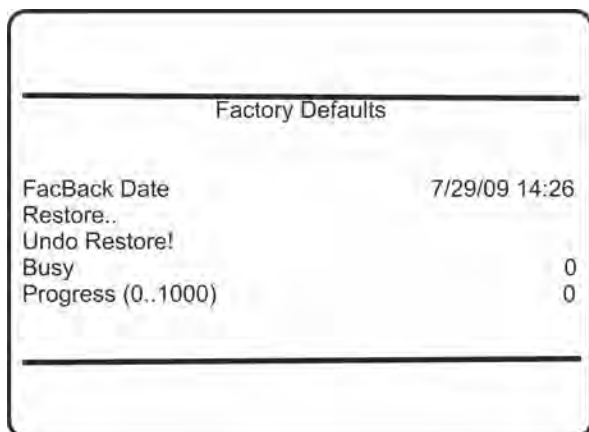 Factory Defaults
FacBack Date 7/29/09 14:26
Restore..
Undo Restore!
Busy 0
Progress (0..1000) 0